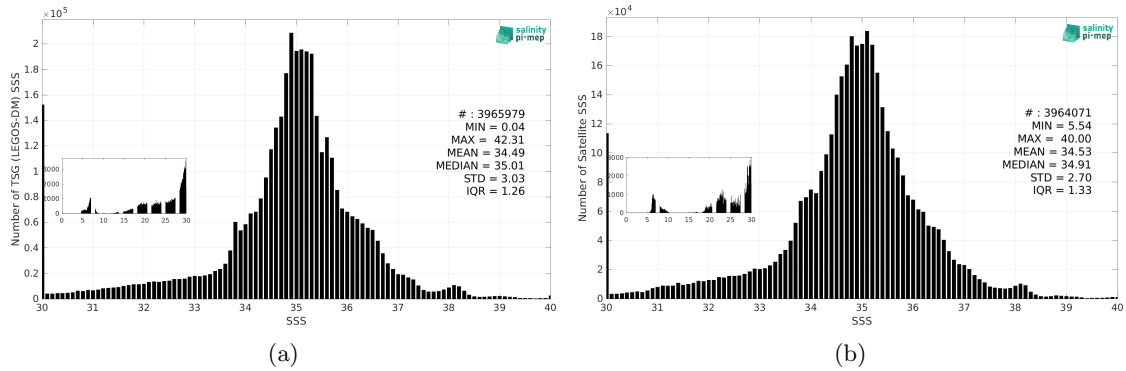 ×10^5
salinity
pi-mep
Number of TSG (LEGOS-DM) SSS
2
1.8
1.6
1.4
1.2
1
0.8
0.6
0.4
0.2
0
# : 3965979
MIN = 0.04
MAX = 42.31
MEAN = 34.49
MEDIAN = 35.01
STD = 3.03
IQR = 1.26
3000
2000
1000
0
0 5 10 15 20 25 30
30 31 32 33 34 35 36 37 38 39 40
SSS
(a)
×10^4
salinity
pi-mep
Number of Satellite SSS
18
16
14
12
10
8
6
4
2
0
# : 3964071
MIN = 5.54
MAX = 40.00
MEAN = 34.53
MEDIAN = 34.91
STD = 2.70
IQR = 1.33
3000
2000
1000
0
0 5 10 15 20 25 30
30 31 32 33 34 35 36 37 38 39 40
SSS
(b)